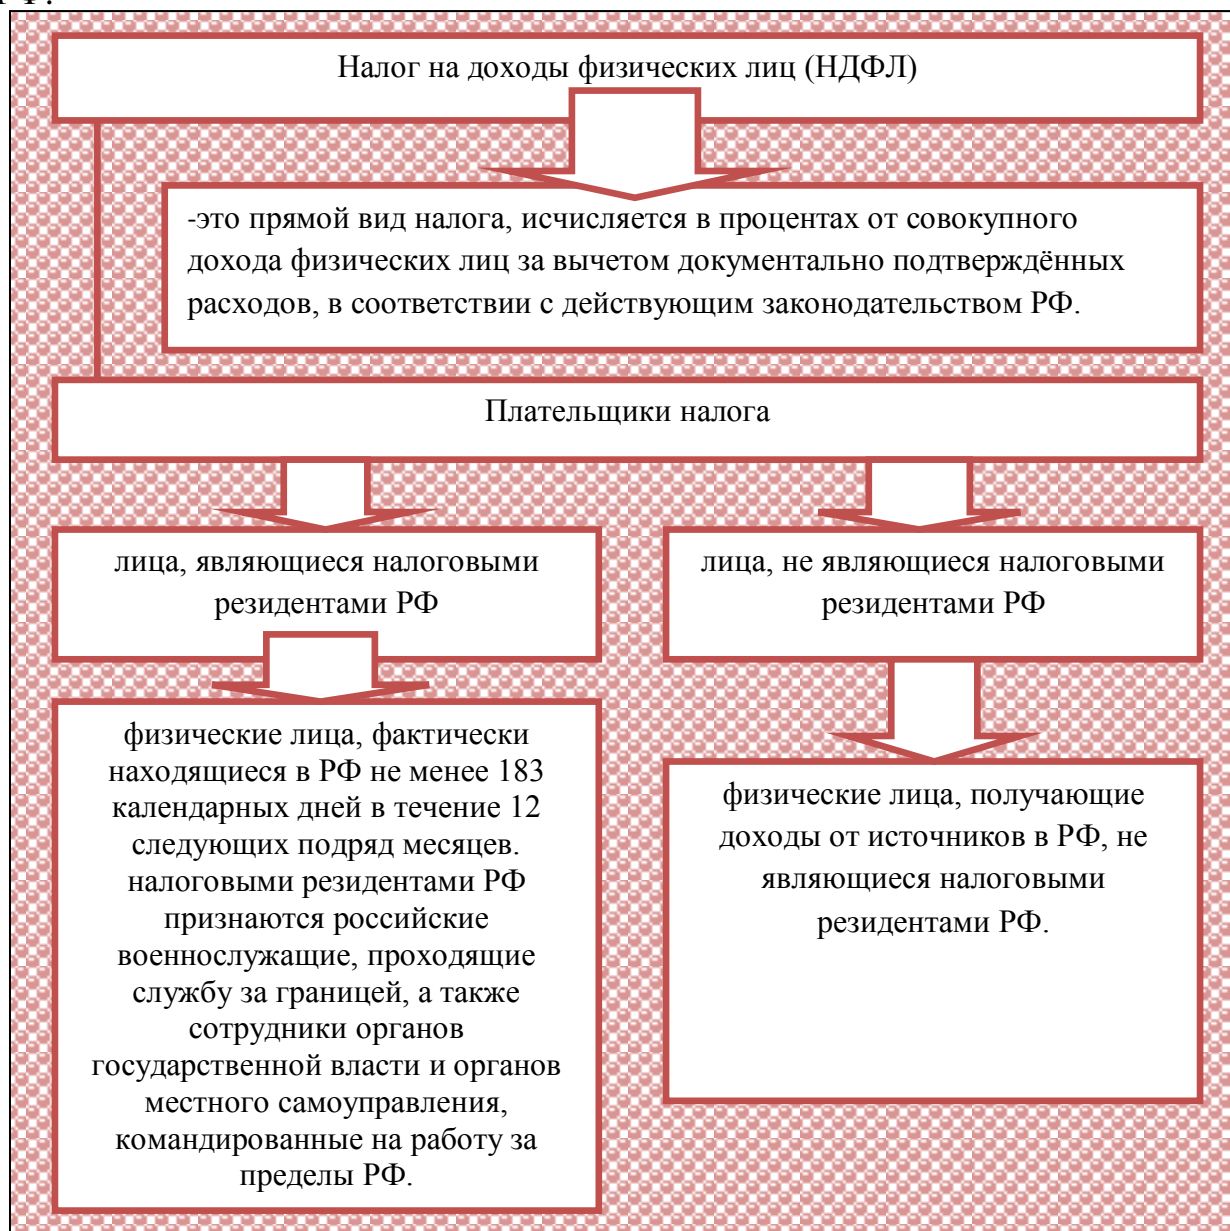 Налог на доходы физических лиц (НДФЛ)
-это прямой вид налога, исчисляется в процентах от совокупного
дохода физических лиц за вычетом документально подтверждённых
расходов, в соответствии с действующим законодательством РФ.
Плательщики налога
лица, являющиеся налоговыми
резидентами РФ
лица, не являющиеся налоговыми
резидентами РФ
физические лица, фактически
находящиеся в РФ не менее 183
календарных дней в течение 12
следующих подряд месяцев.
налоговыми резидентами РФ
признаются российские
военнослужащие, проходящие
службу за границей, а также
сотрудники органов
государственной власти и органов
местного самоуправления,
командированные на работу за
пределы РФ.
физические лица, получающие
доходы от источников в РФ, не
являющиеся налоговыми
резидентами РФ.